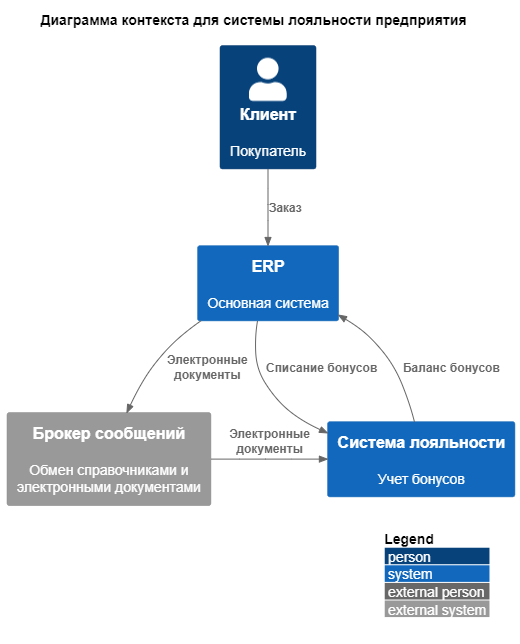 Диаграмма контекста для системы лояльности предприятия
Клиент
Покупатель
Заказ
ERP
Основная система
Электронные
документы
Списание бонусов
Баланс бонусов
Брокер сообщений
Обмен справочниками и
электронными документами
Электронные
документы
Система лояльности
Учет бонусов
Legend
person
system
external person
external system